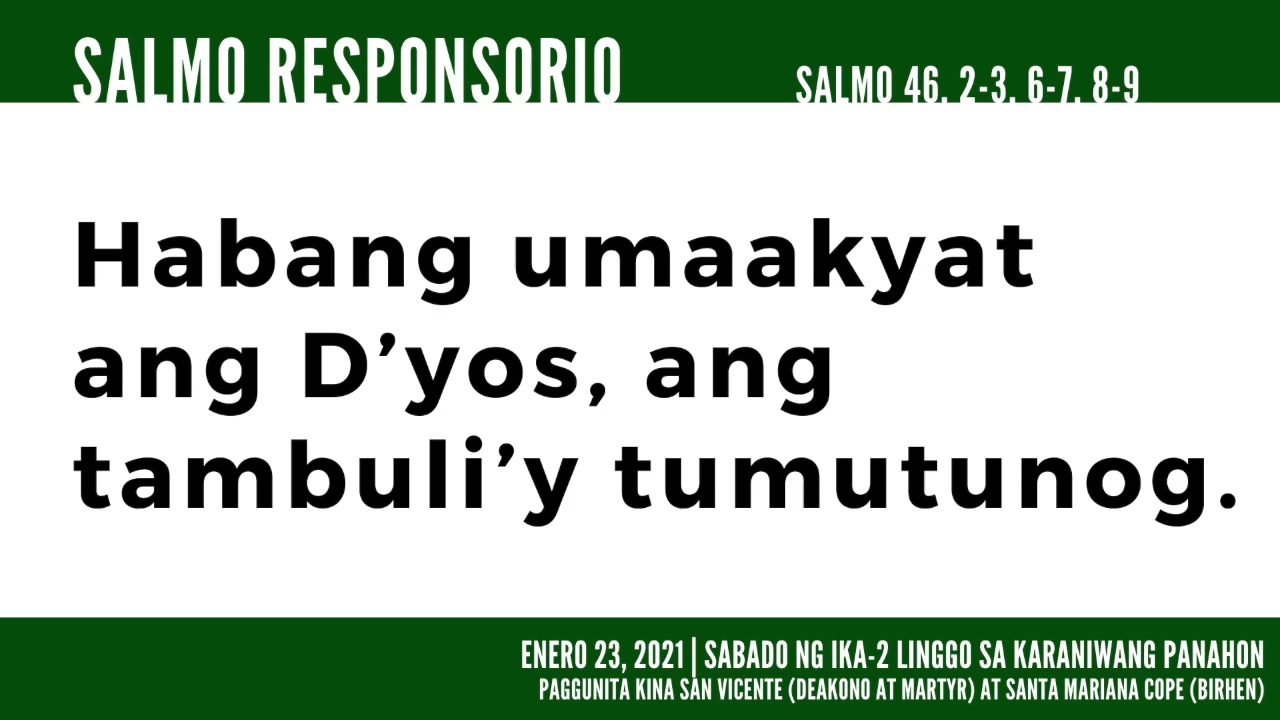 SALMO RESPONSORIO
SALMO 46, 2-3, 6-7, 8-9
Habang umaakyat
ang D’yos, ang
tambuli’y tumutunog.
ENERO 23, 2021 | SABADO NG IKA-2 LINGGO SA KARANIWANG PANAHON
PAGGUNITA KINA SAN VICENTE (DEAKONO AT MARTYR) AT SANTA MARIANA COPE (BIRHEN)